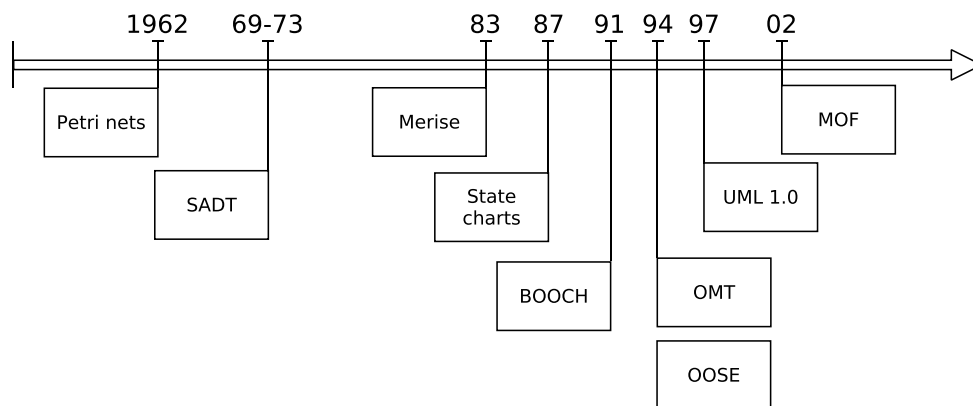 1962 69-73 83 87 91 94 97 02
Petri nets
Merise
MOF
SADT
State
charts
UML 1.0
BOOCH
OMT
OOSE